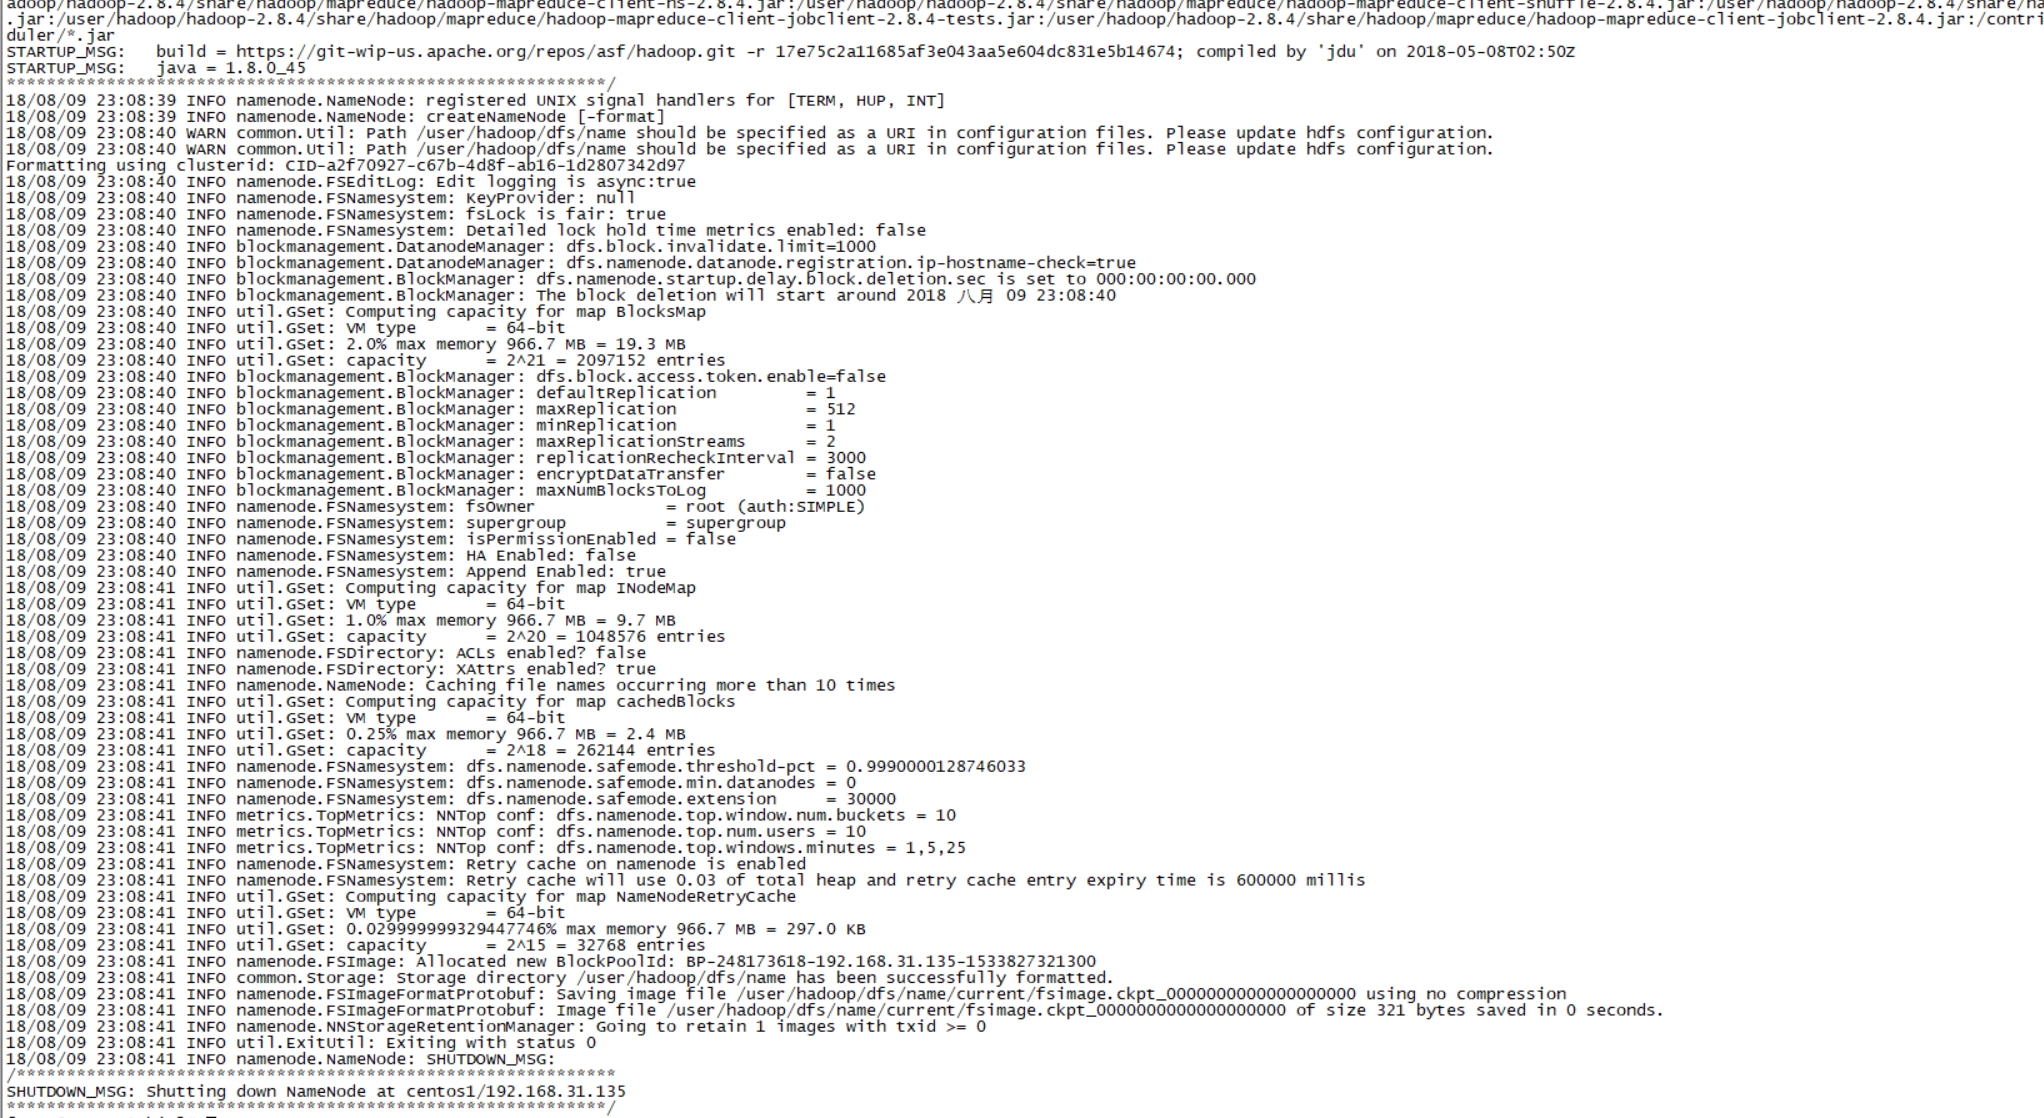 adoop/hadoop-2.8.4/share/hadoop/mapreduce/hadoop-mapreduce-client-hs-2.8.4.jar:/user/hadoop/hadoop-2.8.4/share/hadoop/mapreduce/hadoop-mapreduce-client-shuffle-2.8.4.jar:/user/hadoop/hadoop-2.8.4/share/ha
.jar:/user/hadoop/hadoop-2.8.4/share/hadoop/mapreduce/hadoop-mapreduce-client-jobclient-2.8.4-tests.jar:/user/hadoop/hadoop-2.8.4/share/hadoop/mapreduce/hadoop-mapreduce-client-jobclient-2.8.4.jar:/contri
duler/*.jar
STARTUP_MSG:   build = https://git-wip-us.apache.org/repos/asf/hadoop.git -r 17e75c2a11685af3e043aa5e604dc831e5b14674; compiled by 'jdu' on 2018-05-08T02:50Z
STARTUP_MSG:   java = 1.8.0_45
************************************************************/
18/08/09 23:08:39 INFO namenode.NameNode: registered UNIX signal handlers for [TERM, HUP, INT]
18/08/09 23:08:39 INFO namenode.NameNode: createNameNode [-format]
18/08/09 23:08:40 WARN common.Util: Path /user/hadoop/dfs/name should be specified as a URI in configuration files. Please update hdfs configuration.
18/08/09 23:08:40 WARN common.Util: Path /user/hadoop/dfs/name should be specified as a URI in configuration files. Please update hdfs configuration.
Formatting using clusterid: CID-a2f70927-c67b-4d8f-ab16-1d2807342d97
18/08/09 23:08:40 INFO namenode.FSEditLog: Edit logging is async:true
18/08/09 23:08:40 INFO namenode.FSNamesystem: KeyProvider: null
18/08/09 23:08:40 INFO namenode.FSNamesystem: fsLock is fair: true
18/08/09 23:08:40 INFO namenode.FSNamesystem: Detailed lock hold time metrics enabled: false
18/08/09 23:08:40 INFO blockmanagement.DatanodeManager: dfs.block.invalidate.limit=1000
18/08/09 23:08:40 INFO blockmanagement.DatanodeManager: dfs.namenode.datanode.registration.ip-hostname-check=true
18/08/09 23:08:40 INFO blockmanagement.BlockManager: dfs.namenode.startup.delay.block.deletion.sec is set to 000:00:00:00.000
18/08/09 23:08:40 INFO blockmanagement.BlockManager: The block deletion will start around 2018 八月 09 23:08:40
18/08/09 23:08:40 INFO util.GSet: Computing capacity for map BlocksMap
18/08/09 23:08:40 INFO util.GSet: VM type       = 64-bit
18/08/09 23:08:40 INFO util.GSet: 2.0% max memory 966.7 MB = 19.3 MB
18/08/09 23:08:40 INFO util.GSet: capacity      = 2^21 = 2097152 entries
18/08/09 23:08:40 INFO blockmanagement.BlockManager: dfs.block.access.token.enable=false
18/08/09 23:08:40 INFO blockmanagement.BlockManager: defaultReplication         = 1
18/08/09 23:08:40 INFO blockmanagement.BlockManager: maxReplication             = 512
18/08/09 23:08:40 INFO blockmanagement.BlockManager: minReplication             = 1
18/08/09 23:08:40 INFO blockmanagement.BlockManager: maxReplicationStreams      = 2
18/08/09 23:08:40 INFO blockmanagement.BlockManager: replicationRecheckInterval = 3000
18/08/09 23:08:40 INFO blockmanagement.BlockManager: encryptDataTransfer        = false
18/08/09 23:08:40 INFO blockmanagement.BlockManager: maxNumBlocksToLog          = 1000
18/08/09 23:08:40 INFO namenode.FSNamesystem: fsOwner             = root (auth:SIMPLE)
18/08/09 23:08:40 INFO namenode.FSNamesystem: supergroup          = supergroup
18/08/09 23:08:40 INFO namenode.FSNamesystem: isPermissionEnabled = false
18/08/09 23:08:40 INFO namenode.FSNamesystem: HA Enabled: false
18/08/09 23:08:40 INFO namenode.FSNamesystem: Append Enabled: true
18/08/09 23:08:41 INFO util.GSet: Computing capacity for map INodeMap
18/08/09 23:08:41 INFO util.GSet: VM type       = 64-bit
18/08/09 23:08:41 INFO util.GSet: 1.0% max memory 966.7 MB = 9.7 MB
18/08/09 23:08:41 INFO util.GSet: capacity      = 2^20 = 1048576 entries
18/08/09 23:08:41 INFO namenode.FSDirectory: ACLs enabled? false
18/08/09 23:08:41 INFO namenode.FSDirectory: XAttrs enabled? true
18/08/09 23:08:41 INFO namenode.NameNode: Caching file names occurring more than 10 times
18/08/09 23:08:41 INFO util.GSet: Computing capacity for map cachedBlocks
18/08/09 23:08:41 INFO util.GSet: VM type       = 64-bit
18/08/09 23:08:41 INFO util.GSet: 0.25% max memory 966.7 MB = 2.4 MB
18/08/09 23:08:41 INFO util.GSet: capacity      = 2^18 = 262144 entries
18/08/09 23:08:41 INFO namenode.FSNamesystem: dfs.namenode.safemode.threshold-pct = 0.9990000128746033
18/08/09 23:08:41 INFO namenode.FSNamesystem: dfs.namenode.safemode.min.datanodes = 0
18/08/09 23:08:41 INFO namenode.FSNamesystem: dfs.namenode.safemode.extension     = 30000
18/08/09 23:08:41 INFO metrics.TopMetrics: NNTop conf: dfs.namenode.top.window.num.buckets = 10
18/08/09 23:08:41 INFO metrics.TopMetrics: NNTop conf: dfs.namenode.top.num.users = 10
18/08/09 23:08:41 INFO metrics.TopMetrics: NNTop conf: dfs.namenode.top.windows.minutes = 1,5,25
18/08/09 23:08:41 INFO namenode.FSNamesystem: Retry cache on namenode is enabled
18/08/09 23:08:41 INFO namenode.FSNamesystem: Retry cache will use 0.03 of total heap and retry cache entry expiry time is 600000 millis
18/08/09 23:08:41 INFO util.GSet: Computing capacity for map NameNodeRetryCache
18/08/09 23:08:41 INFO util.GSet: VM type       = 64-bit
18/08/09 23:08:41 INFO util.GSet: 0.029999999329447746% max memory 966.7 MB = 297.0 KB
18/08/09 23:08:41 INFO util.GSet: capacity      = 2^15 = 32768 entries
18/08/09 23:08:41 INFO namenode.FSImage: Allocated new BlockPoolId: BP-248173618-192.168.31.135-1533827321300
18/08/09 23:08:41 INFO common.Storage: Storage directory /user/hadoop/dfs/name has been successfully formatted.
18/08/09 23:08:41 INFO namenode.FSImageFormatProtobuf: Saving image file /user/hadoop/dfs/name/current/fsimage.ckpt_0000000000000000000 using no compression
18/08/09 23:08:41 INFO namenode.FSImageFormatProtobuf: Image file /user/hadoop/dfs/name/current/fsimage.ckpt_0000000000000000000 of size 321 bytes saved in 0 seconds.
18/08/09 23:08:41 INFO namenode.NNStorageRetentionManager: Going to retain 1 images with txid >= 0
18/08/09 23:08:41 INFO util.ExitUtil: Exiting with status 0
18/08/09 23:08:41 INFO namenode.NameNode: SHUTDOWN_MSG:
/************************************************************
SHUTDOWN_MSG: Shutting down NameNode at centos1/192.168.31.135
************************************************************/